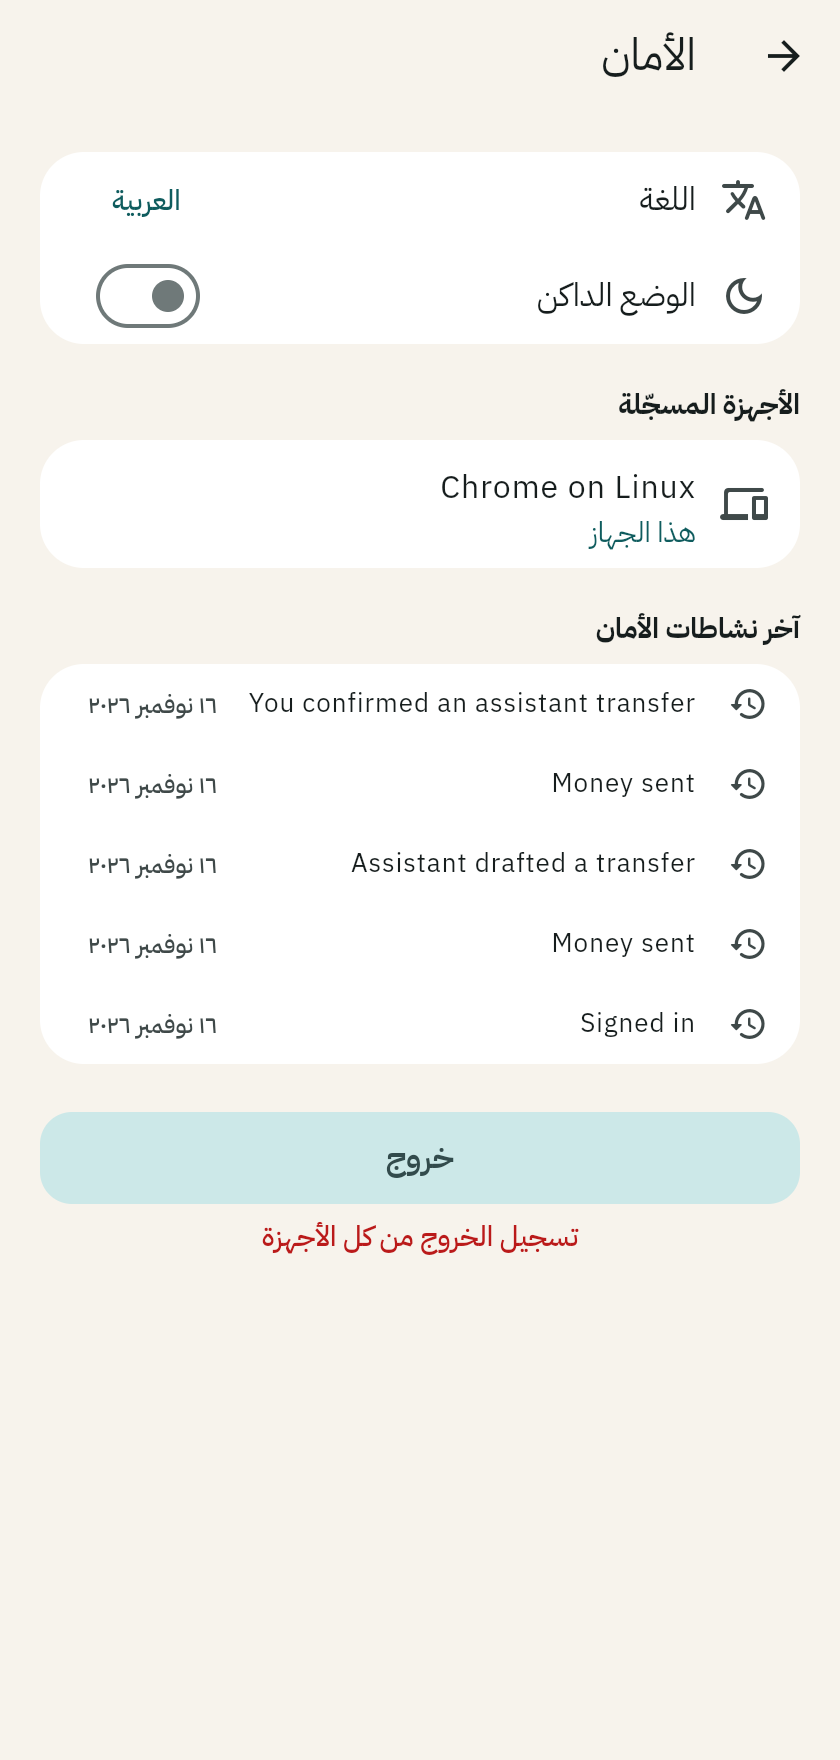 الأمان
اللغة
العربية
الوضع الداكن
الأجهزة المسجّلة
Chrome on Linux
هذا الجهاز
آخر نشاطات الأمان
You confirmed an assistant transfer
١٦ نوفمبر ٢٠٢٦
Money sent
١٦ نوفمبر ٢٠٢٦
Assistant drafted a transfer
١٦ نوفمبر ٢٠٢٦
Money sent
١٦ نوفمبر ٢٠٢٦
Signed in
١٦ نوفمبر ٢٠٢٦
خروج
تسجيل الخروج من كل الأجهزة